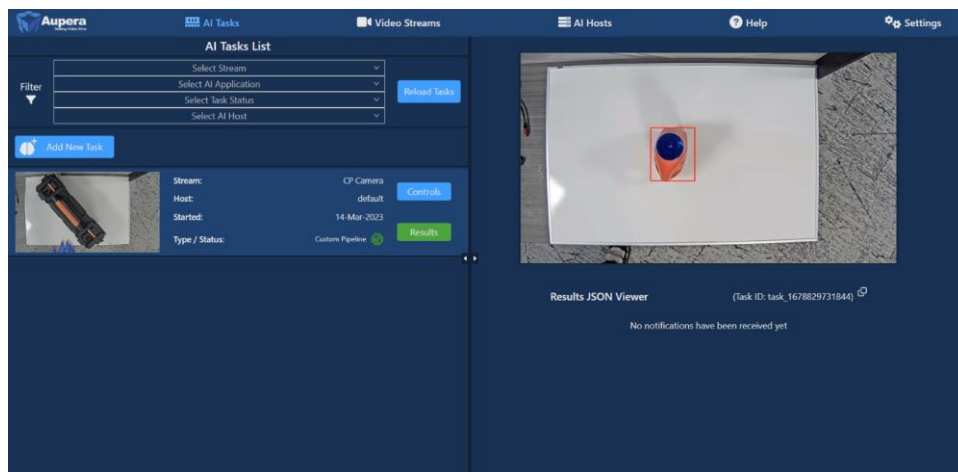 Aupera
AI Tasks
Video Streams
AI Hosts
Help
Settings
AI Tasks List
Filter
Select Stream
Select AI Application
Select Task Status
Select AI Host
Reload Tasks
Add New Task
Stream: CP Camera
Host: default
Started: 14-Mar-2023
Type / Status: Custom Pipeline
Controls
Results
Results JSON Viewer (Task ID: task_1678829731844)
No notifications have been received yet